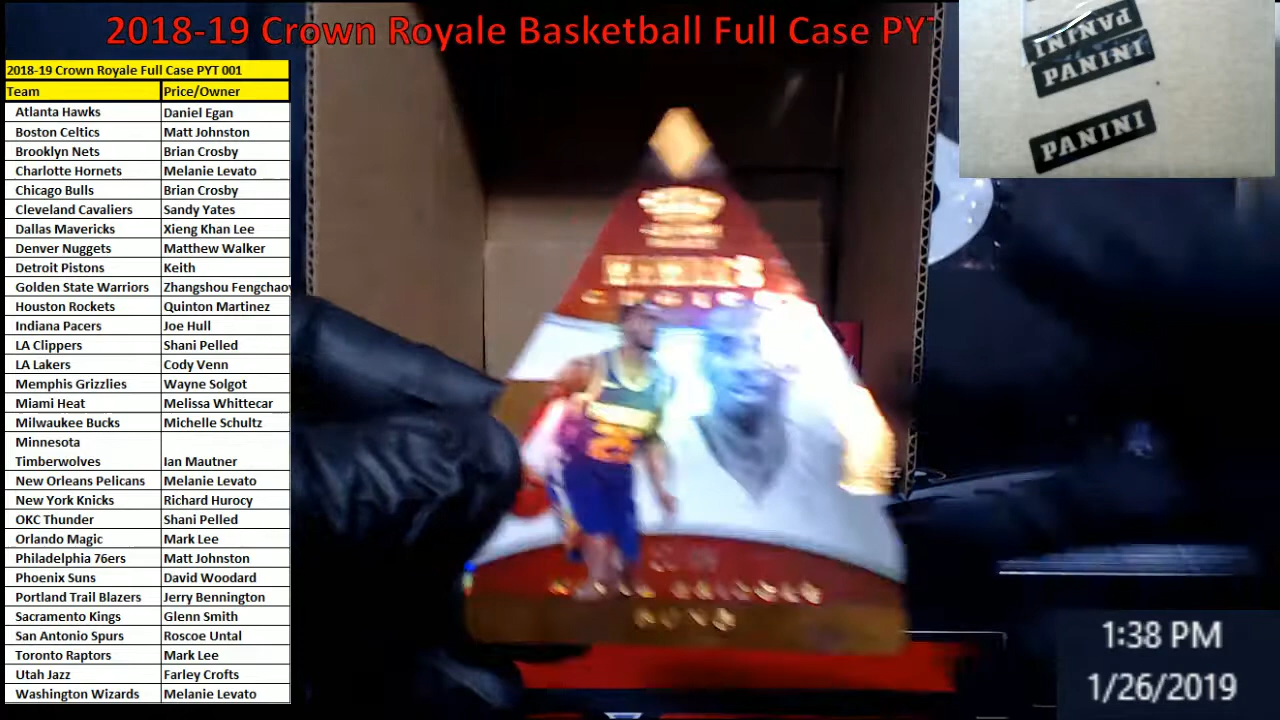 2018-19 Crown Royale Basketball Full Case PYT
2018-19 Crown Royale Full Case PYT 001
Team Price/Owner
Atlanta Hawks Daniel Egan
Boston Celtics Matt Johnston
Brooklyn Nets Brian Crosby
Charlotte Hornets Melanie Levato
Chicago Bulls Brian Crosby
Cleveland Cavaliers Sandy Yates
Dallas Mavericks Xieng Khan Lee
Denver Nuggets Matthew Walker
Detroit Pistons Keith
Golden State Warriors Zhangshou Fengchaov
Houston Rockets Quinton Martinez
Indiana Pacers Joe Hull
LA Clippers Shani Pelled
LA Lakers Cody Venn
Memphis Grizzlies Wayne Solgot
Miami Heat Melissa Whittecar
Milwaukee Bucks Michelle Schultz
Minnesota
Timberwolves Ian Mautner
New Orleans Pelicans Melanie Levato
New York Knicks Richard Hurocy
OKC Thunder Shani Pelled
Orlando Magic Mark Lee
Philadelphia 76ers Matt Johnston
Phoenix Suns David Woodard
Portland Trail Blazers Jerry Bennington
Sacramento Kings Glenn Smith
San Antonio Spurs Roscoe Untal
Toronto Raptors Mark Lee
Utah Jazz Farley Crofts
Washington Wizards Melanie Levato
PANINI
PANINI
PANINI
1:38 PM
1/26/2019